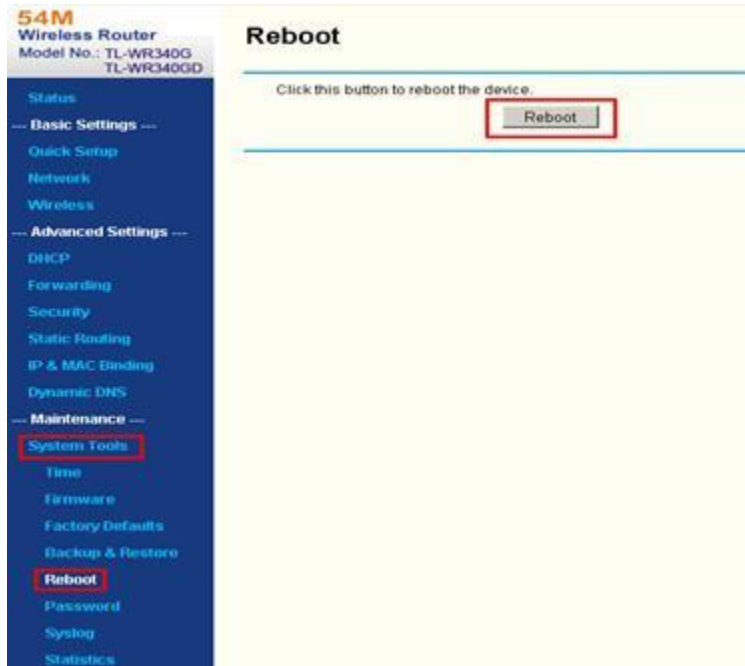 54M
Wireless Router
Model No.: TL-WR340G
TL-WR340GD
Status
--- Basic Settings ---
Quick Setup
Network
Wireless
--- Advanced Settings ---
DHCP
Forwarding
Security
Static Routing
IP & MAC Binding
Dynamic DNS
--- Maintenance ---
System Tools
Time
Firmware
Factory Defaults
Backup & Restore
Reboot
Password
Syslog
Statistics
Reboot
Click this button to reboot the device.
Reboot